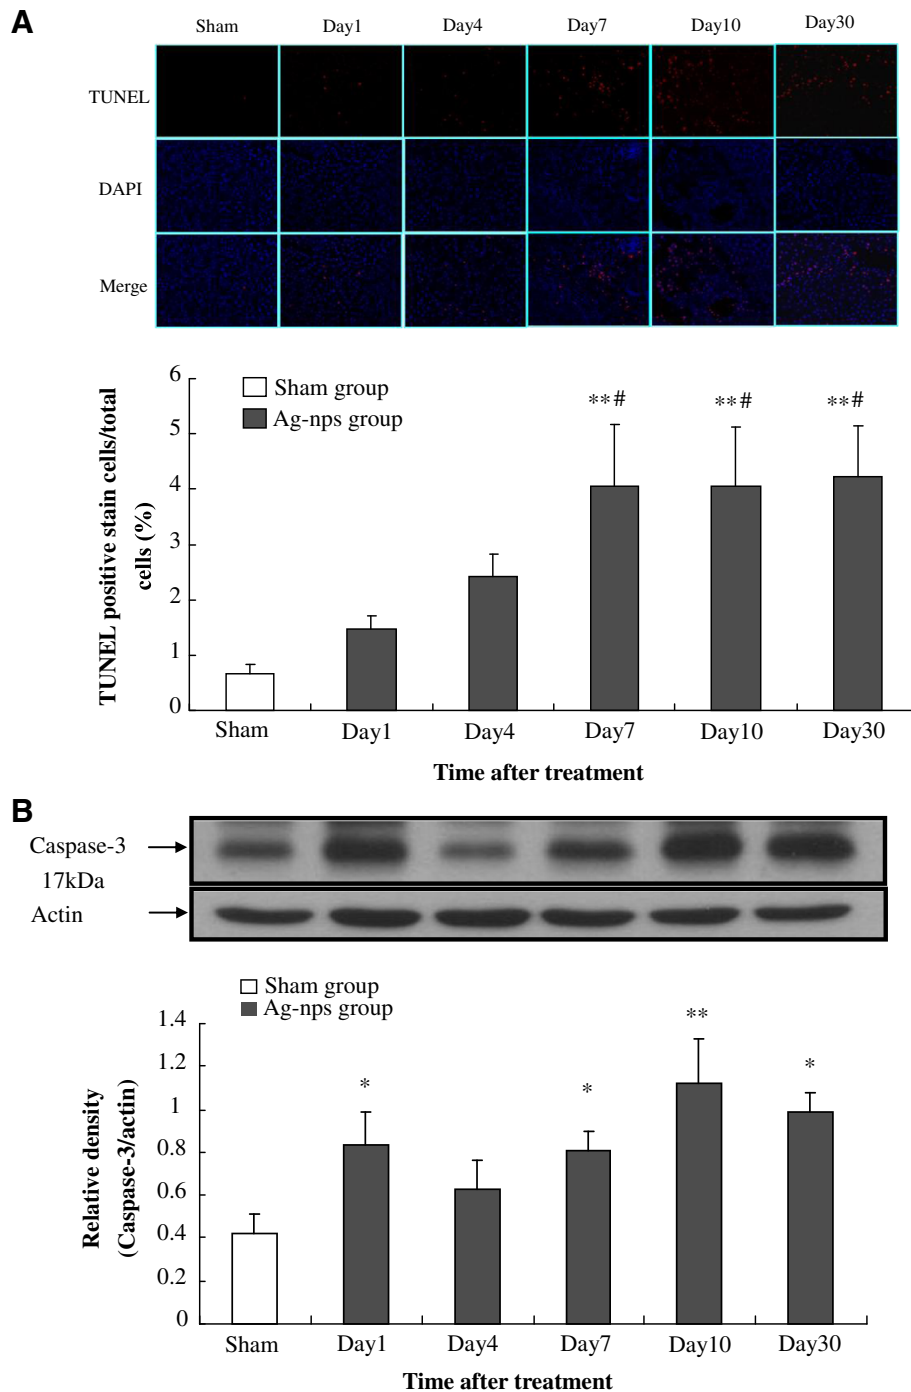 A
Sham Day1 Day4 Day7 Day10 Day30
TUNEL
DAPI
Merge
6
5
4
3
2
1
0
TUNEL positive stain cells/total
cells (%)
Sham group
Ag-nps group
**# **# **#
Sham Day1 Day4 Day7 Day10 Day30
Time after treatment
B
Caspase-3
17kDa
Actin
Sham group
Ag-nps group
1.4
1.2
1
0.8
0.6
0.4
0.2
0
Relative density
(Caspase-3/actin)
* * ** *
Sham Day1 Day4 Day7 Day10 Day30
Time after treatment